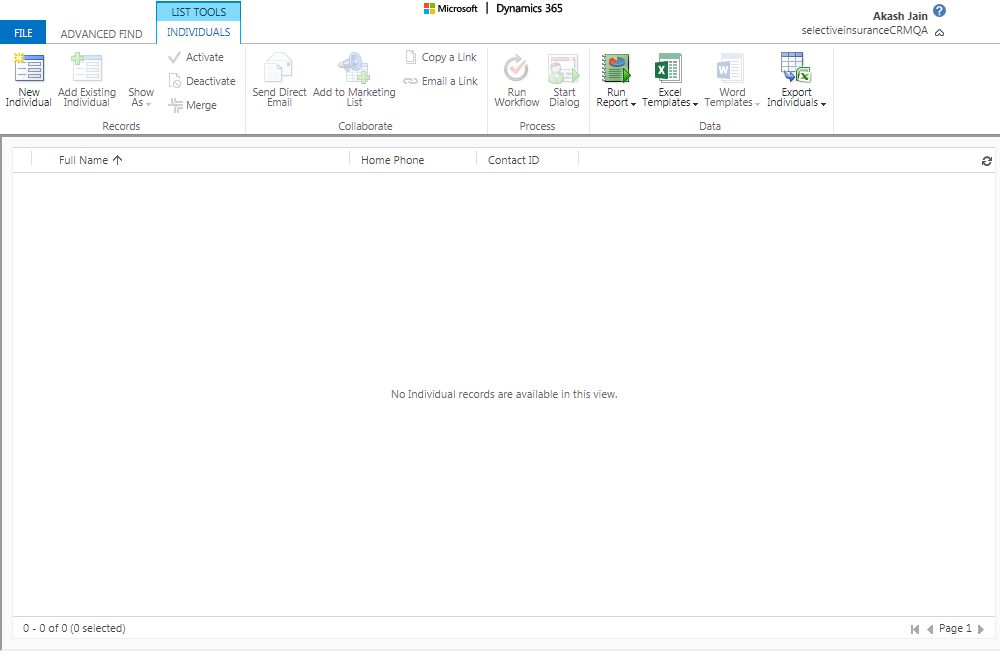 Microsoft | Dynamics 365
Akash Jain
selectiveinsuranceCRMQA
FILE
ADVANCED FIND
LIST TOOLS
INDIVIDUALS
New
Individual
Add Existing
Individual
Show
As
Activate
Deactivate
Merge
Records
Send Direct
Email
Add to Marketing
List
Copy a Link
Email a Link
Collaborate
Run
Workflow
Start
Dialog
Process
Run
Report
Excel
Templates
Word
Templates
Export
Individuals
Data
Full Name
Home Phone
Contact ID
No Individual records are available in this view.
0 - 0 of 0 (0 selected)
Page 1